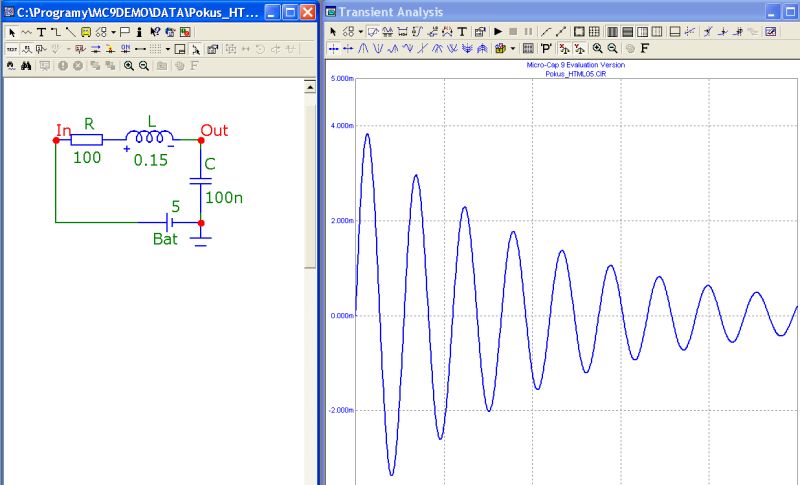 C:\Programy\MC9DEMO\DATA\Pokus_HT...
Transient Analysis
TEXT
Micro-Cap 9 Evaluation Version
Pokus_HTML05.CIR
5.000m
4.000m
2.000m
0.000m
-2.000m
In
R
100
L
+
-
0.15
Out
C
100n
5
Bat